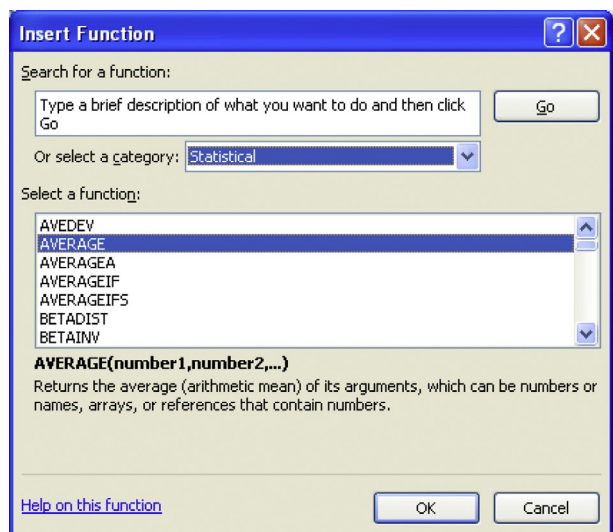 Insert Function
Search for a function:
Type a brief description of what you want to do and then click
Go
Go
Or select a category: Statistical
Select a function:
AVEDEV
AVERAGE
AVERAGEA
AVERAGEIF
AVERAGEIFS
BETADIST
BETAINV
AVERAGE(number1,number2,...)
Returns the average (arithmetic mean) of its arguments, which can be numbers or
names, arrays, or references that contain numbers.
Help on this function
OK
Cancel